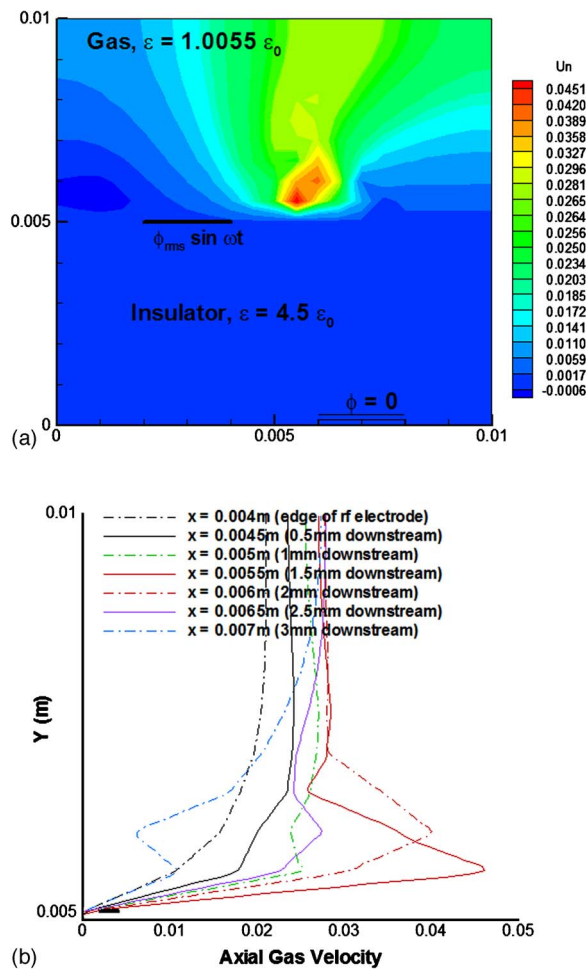 0.01
Gas, ε = 1.0055 ε0
Un
0.0451
0.0420
0.0389
0.0358
0.0327
0.0296
0.0281
0.0264
0.0256
0.0250
0.0234
0.0203
0.0185
0.0172
0.0141
0.0110
0.0059
0.0017
-0.0006
0.005
ϕrms sin ωt
Insulator, ε = 4.5 ε0
ϕ = 0
0
(a)
0 0.005 0.01
0.01
x = 0.004m (edge of rf electrode)
x = 0.0045m (0.5mm downstream)
x = 0.005m (1mm downstream)
x = 0.0055m (1.5mm downstream)
x = 0.006m (2mm downstream)
x = 0.0065m (2.5mm downstream)
x = 0.007m (3mm downstream)
Y (m)
0.005
0 0.01 0.02 0.03 0.04 0.05
(b) Axial Gas Velocity